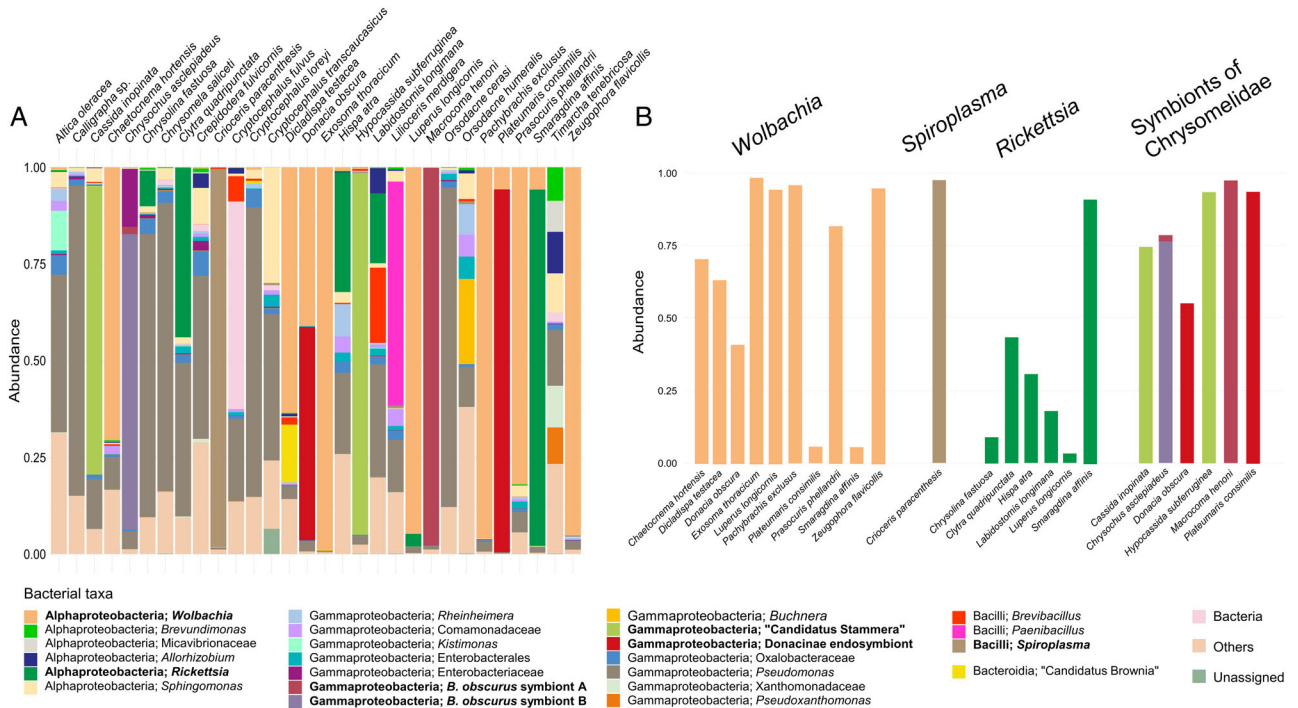 A
Altica oleracea
Calligrapha sp.
Cassida inopinata
Chaetocnema hortensis
Chrysochus asclepiadeus
Chrysolina fastuosa
Chrysomela saliceti
Clytra quadripunctata
Crepidodera fulvicornis
Crioceris paracenthesis
Cryptocephalus fulvus
Cryptocephalus loreyi
Cryptocephalus transcaucasicus
Dicladispa testacea
Donacia obscura
Exosoma thoracicum
Hispa atra
Hypocassida subferruginea
Labidostomis longimana
Lilioceris merdigera
Luperus longicornis
Macrocoma henoni
Orsodacne cerasi
Orsodacne humeralis
Pachybrachis exclusus
Plateumaris consimilis
Prasocuris phellandrii
Smaragdina affinis
Timarcha tenebricosa
Zeugophora flavicollis
Abundance
1.00
0.75
0.50
0.25
0.00
B
Wolbachia
Spiroplasma
Rickettsia
Symbionts of
Chrysomelidae
Abundance
1.00
0.75
0.50
0.25
0.00
Chaetocnema hortensis
Dicladispa testacea
Donacia obscura
Exosoma thoracicum
Luperus longicornis
Pachybrachis exclusus
Plateumaris consimilis
Prasocuris phellandrii
Smaragdina affinis
Zeugophora flavicollis
Crioceris paracenthesis
Chrysolina fastuosa
Clytra quadripunctata
Hispa atra
Labidostomis longimana
Luperus longicornis
Smaragdina affinis
Cassida inopinata
Chrysochus asclepiadeus
Donacia obscura
Hypocassida subferruginea
Macrocoma henoni
Plateumaris consimilis
Bacterial taxa
Alphaproteobacteria; Wolbachia
Alphaproteobacteria; Brevundimonas
Alphaproteobacteria; Micavibrionaceae
Alphaproteobacteria; Allorhizobium
Alphaproteobacteria; Rickettsia
Alphaproteobacteria; Sphingomonas
Gammaproteobacteria; Rheinheimera
Gammaproteobacteria; Comamonadaceae
Gammaproteobacteria; Kistimonas
Gammaproteobacteria; Enterobacterales
Gammaproteobacteria; Enterobacteriaceae
Gammaproteobacteria; B. obscurus symbiont A
Gammaproteobacteria; B. obscurus symbiont B
Gammaproteobacteria; Buchnera
Gammaproteobacteria; "Candidatus Stammera"
Gammaproteobacteria; Donacinae endosymbiont
Gammaproteobacteria; Oxalobacteraceae
Gammaproteobacteria; Pseudomonas
Gammaproteobacteria; Xanthomonadaceae
Gammaproteobacteria; Pseudoxanthomonas
Bacilli; Brevibacillus
Bacilli; Paenibacillus
Bacilli; Spiroplasma
Bacteroidia; "Candidatus Brownia"
Bacteria
Others
Unassigned